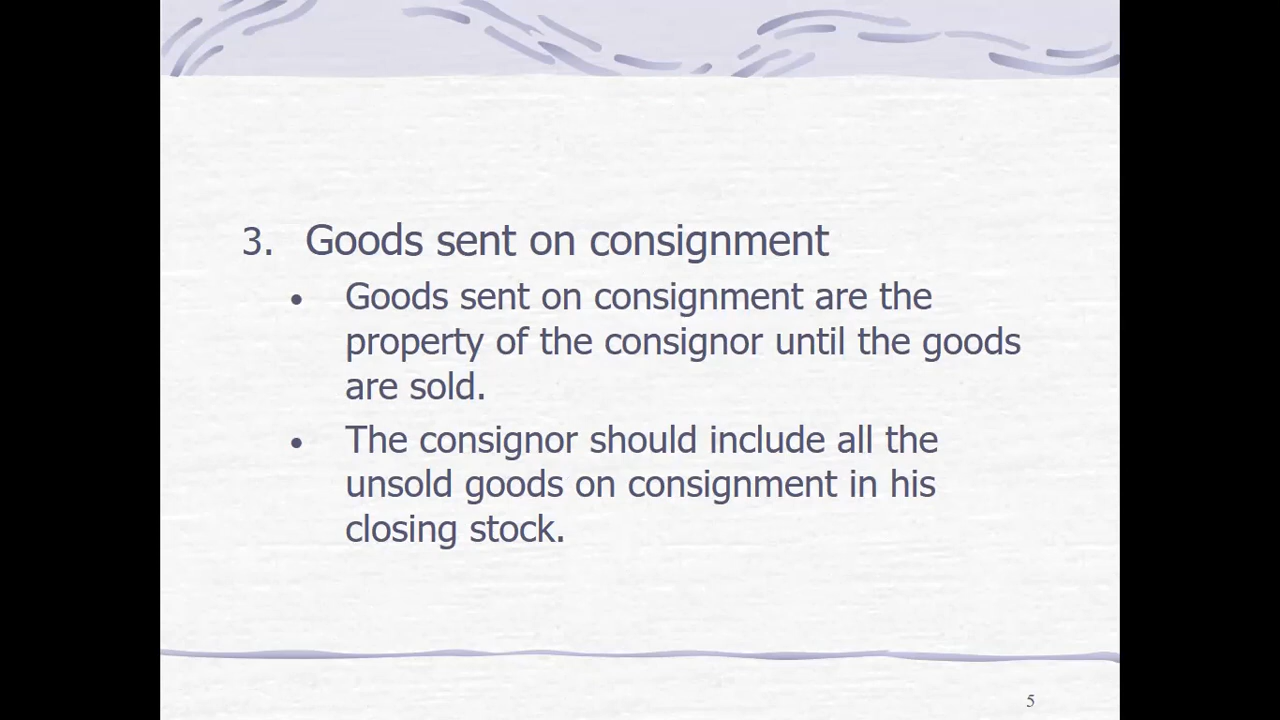 3. Goods sent on consignment
• Goods sent on consignment are the
property of the consignor until the goods
are sold.
• The consignor should include all the
unsold goods on consignment in his
closing stock.
5